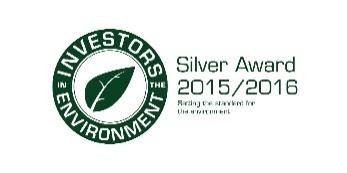 INVESTORS
IN THE
ENVIRONMENT
Silver Award
2015/2016
Setting the standard for
the environment